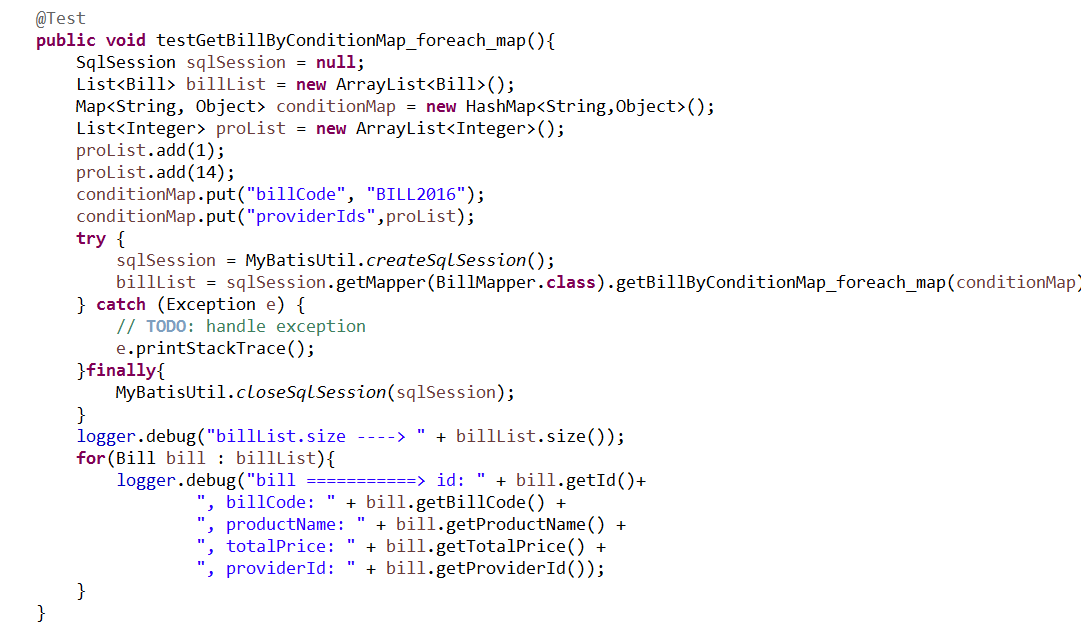 @Test
public void testGetBillByConditionMap_foreach_map(){
SqlSession sqlSession = null;
List<Bill> billList = new ArrayList<Bill>();
Map<String, Object> conditionMap = new HashMap<String,Object>();
List<Integer> proList = new ArrayList<Integer>();
proList.add(1);
proList.add(14);
conditionMap.put("billCode", "BILL2016");
conditionMap.put("providerIds",proList);
try {
sqlSession = MyBatisUtil.createSqlSession();
billList = sqlSession.getMapper(BillMapper.class).getBillByConditionMap_foreach_map(conditionMap)
} catch (Exception e) {
// TODO: handle exception
e.printStackTrace();
}finally{
MyBatisUtil.closeSqlSession(sqlSession);
}
logger.debug("billList.size ----> " + billList.size());
for(Bill bill : billList){
logger.debug("bill ===========> id: " + bill.getId()+
", billCode: " + bill.getBillCode() +
", productName: " + bill.getProductName() +
", totalPrice: " + bill.getTotalPrice() +
", providerId: " + bill.getProviderId());
}
}